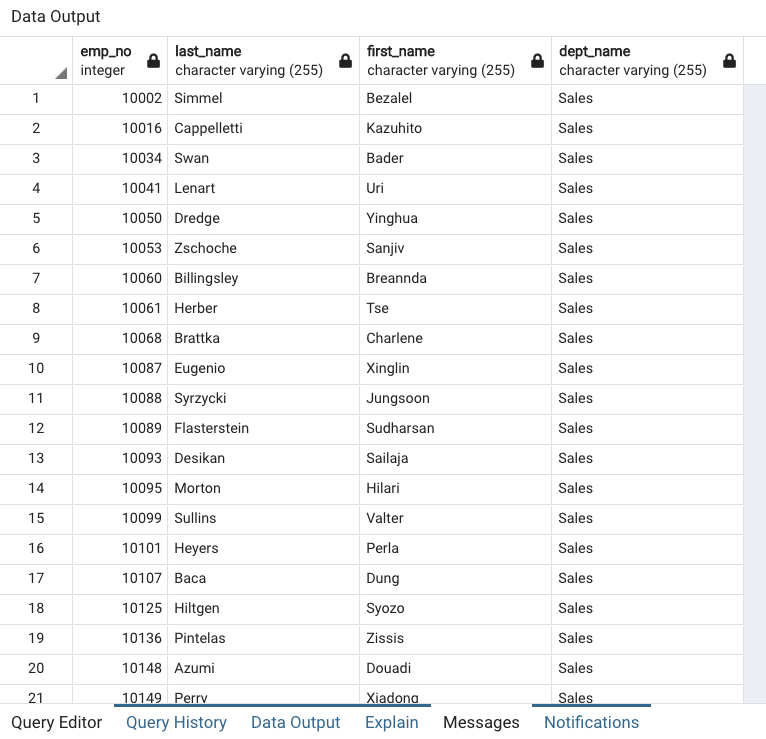 Data Output
emp_no last_name first_name dept_name
integer character varying (255) character varying (255) character varying (255)
1 10002 Simmel Bezalel Sales
2 10016 Cappelletti Kazuhito Sales
3 10034 Swan Bader Sales
4 10041 Lenart Uri Sales
5 10050 Dredge Yinghua Sales
6 10053 Zschoche Sanjiv Sales
7 10060 Billingsley Breannda Sales
8 10061 Herber Tse Sales
9 10068 Brattka Charlene Sales
10 10087 Eugenio Xinglin Sales
11 10088 Syrzycki Jungsoon Sales
12 10089 Flasterstein Sudharsan Sales
13 10093 Desikan Sailaja Sales
14 10095 Morton Hilari Sales
15 10099 Sullins Valter Sales
16 10101 Heyers Perla Sales
17 10107 Baca Dung Sales
18 10125 Hiltgen Syozo Sales
19 10136 Pintelas Zissis Sales
20 10148 Azumi Douadi Sales
21 10149 Perry Xiadong Sales
Query Editor Query History Data Output Explain Messages Notifications